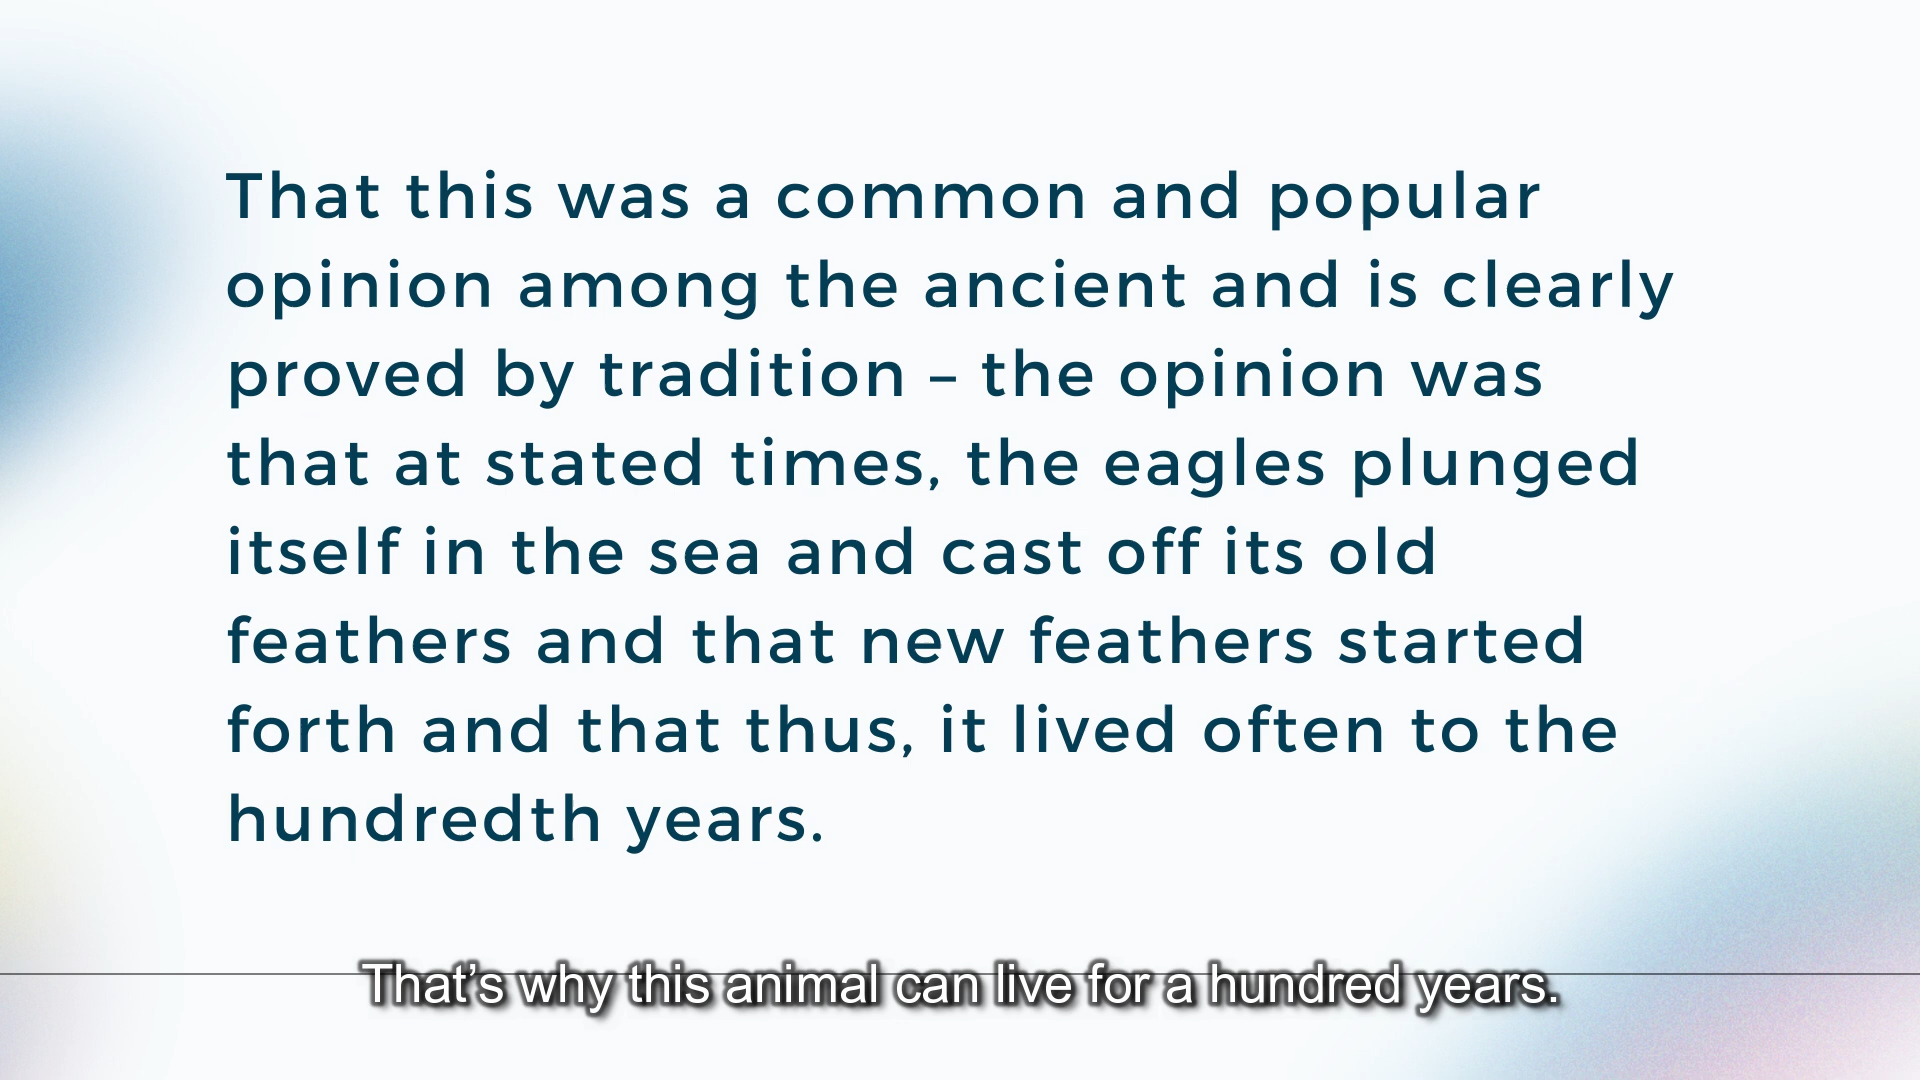 That this was a common and popular
opinion among the ancient and is clearly
proved by tradition – the opinion was
that at stated times, the eagles plunged
itself in the sea and cast off its old
feathers and that new feathers started
forth and that thus, it lived often to the
hundredth years.
That’s why this animal can live for a hundred years.